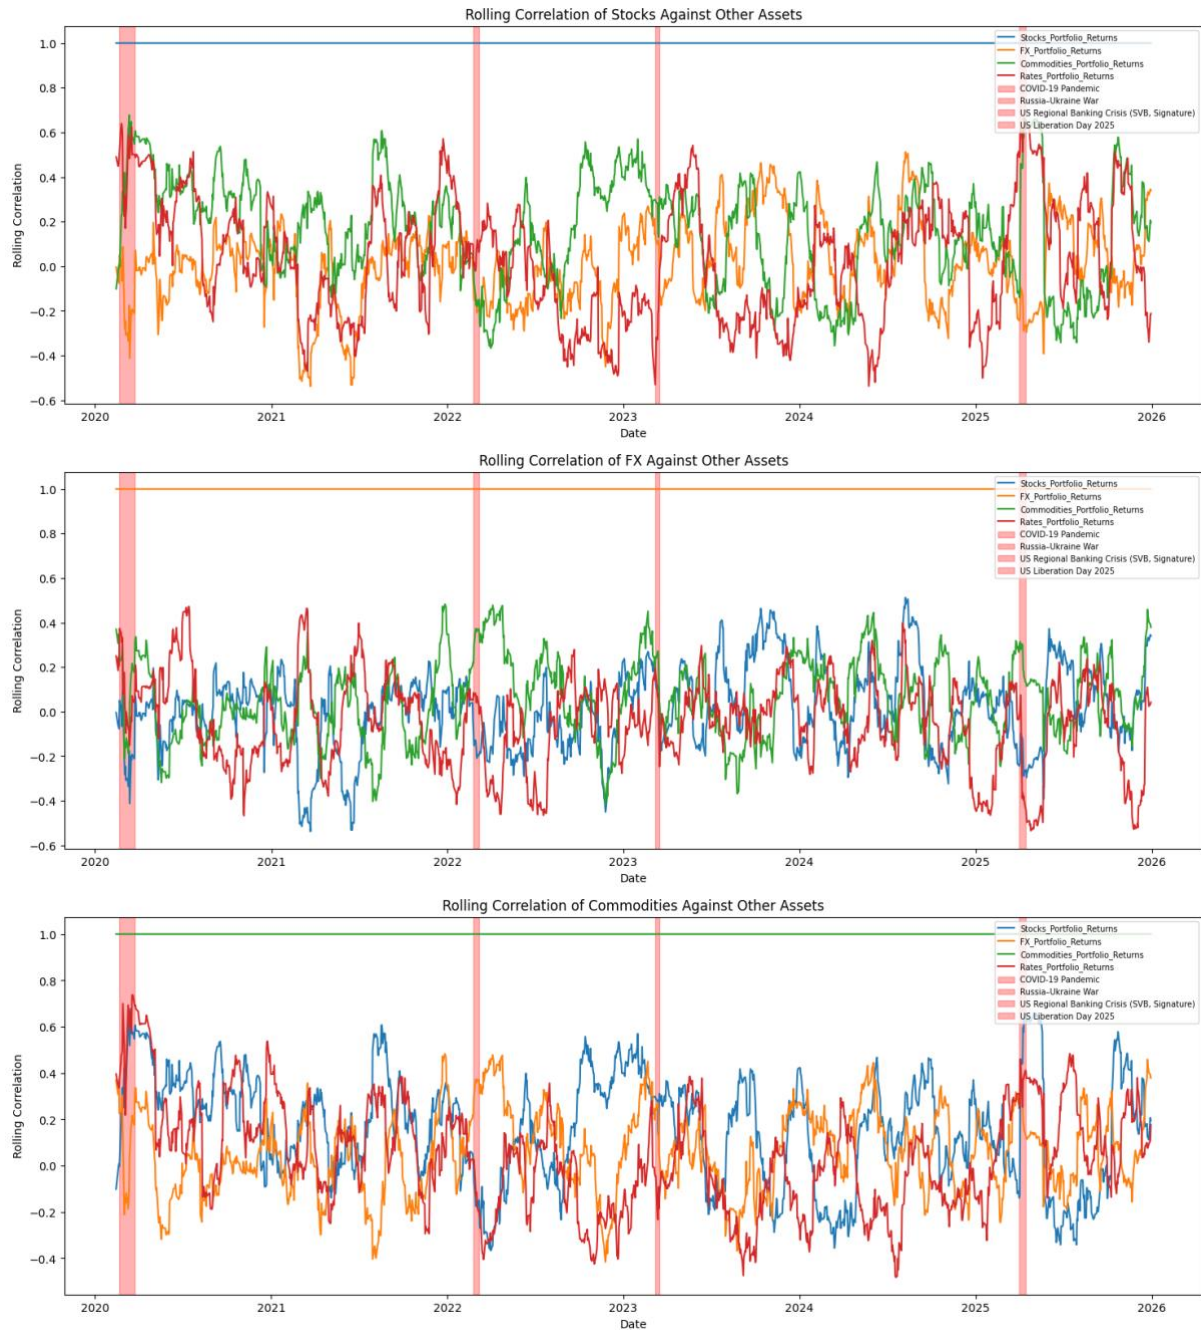 Rolling Correlation of Stocks Against Other Assets
Stocks_Portfolio_Returns
FX_Portfolio_Returns
Commodities_Portfolio_Returns
Rates_Portfolio_Returns
COVID-19 Pandemic
Russia–Ukraine War
US Regional Banking Crisis (SVB, Signature)
US Liberation Day 2025
Rolling Correlation
1.0
0.8
0.6
0.4
0.2
0.0
−0.2
−0.4
−0.6
2020 2021 2022 2023 2024 2025 2026
Date
Rolling Correlation of FX Against Other Assets
Stocks_Portfolio_Returns
FX_Portfolio_Returns
Commodities_Portfolio_Returns
Rates_Portfolio_Returns
COVID-19 Pandemic
Russia–Ukraine War
US Regional Banking Crisis (SVB, Signature)
US Liberation Day 2025
Rolling Correlation
1.0
0.8
0.6
0.4
0.2
0.0
−0.2
−0.4
−0.6
2020 2021 2022 2023 2024 2025 2026
Date
Rolling Correlation of Commodities Against Other Assets
Stocks_Portfolio_Returns
FX_Portfolio_Returns
Commodities_Portfolio_Returns
Rates_Portfolio_Returns
COVID-19 Pandemic
Russia–Ukraine War
US Regional Banking Crisis (SVB, Signature)
US Liberation Day 2025
Rolling Correlation
1.0
0.8
0.6
0.4
0.2
0.0
−0.2
−0.4
2020 2021 2022 2023 2024 2025 2026
Date